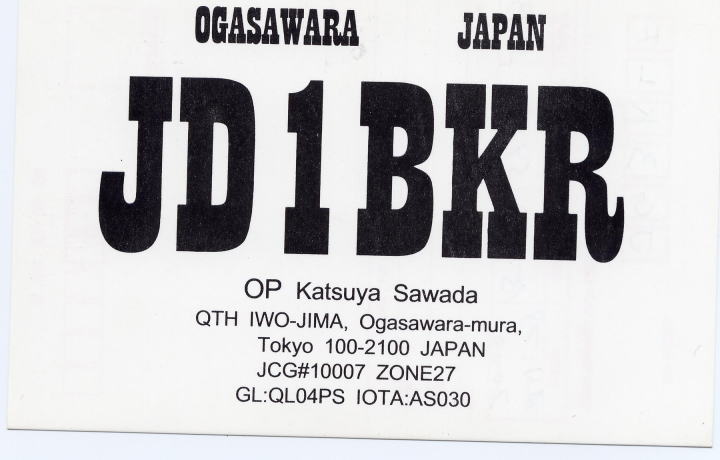 OGASAWARA JAPAN
JD1BKR
OP Katsuya Sawada
QTH IWO-JIMA, Ogasawara-mura,
Tokyo 100-2100 JAPAN
JCG#10007 ZONE27
GL:QL04PS IOTA:AS030